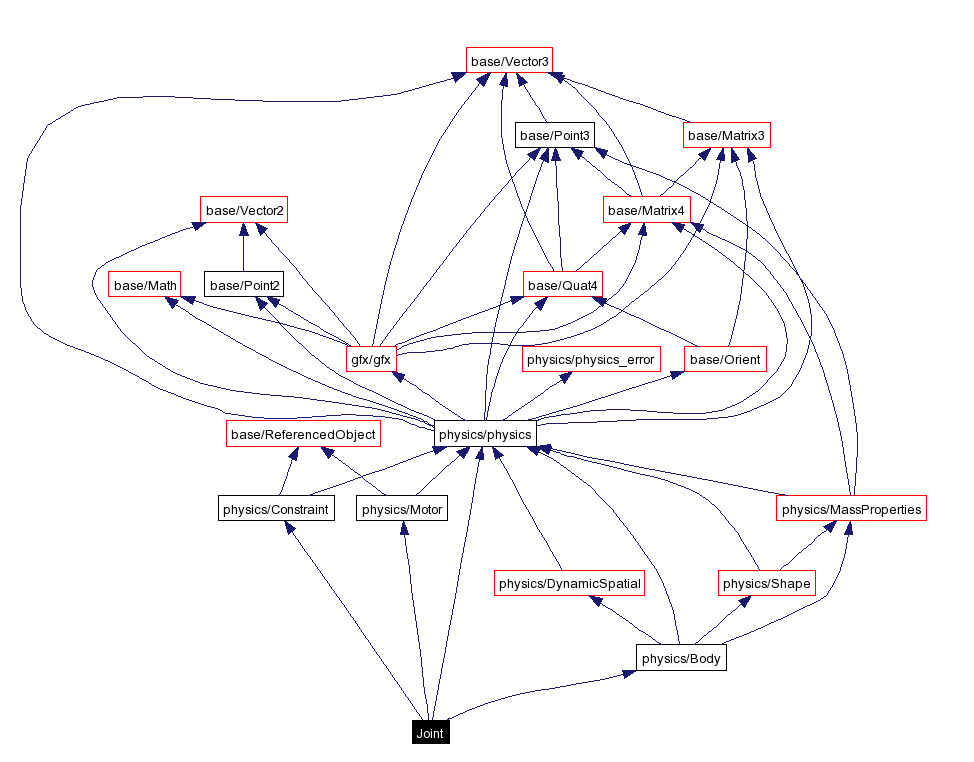 base/Vector3
base/Point3
base/Matrix3
base/Vector2
base/Matrix4
base/Math
base/Point2
base/Quat4
gfx/gfx
physics/physics_error
base/Orient
base/ReferencedObject
physics/physics
physics/Constraint
physics/Motor
physics/MassProperties
physics/DynamicSpatial
physics/Shape
physics/Body
Joint